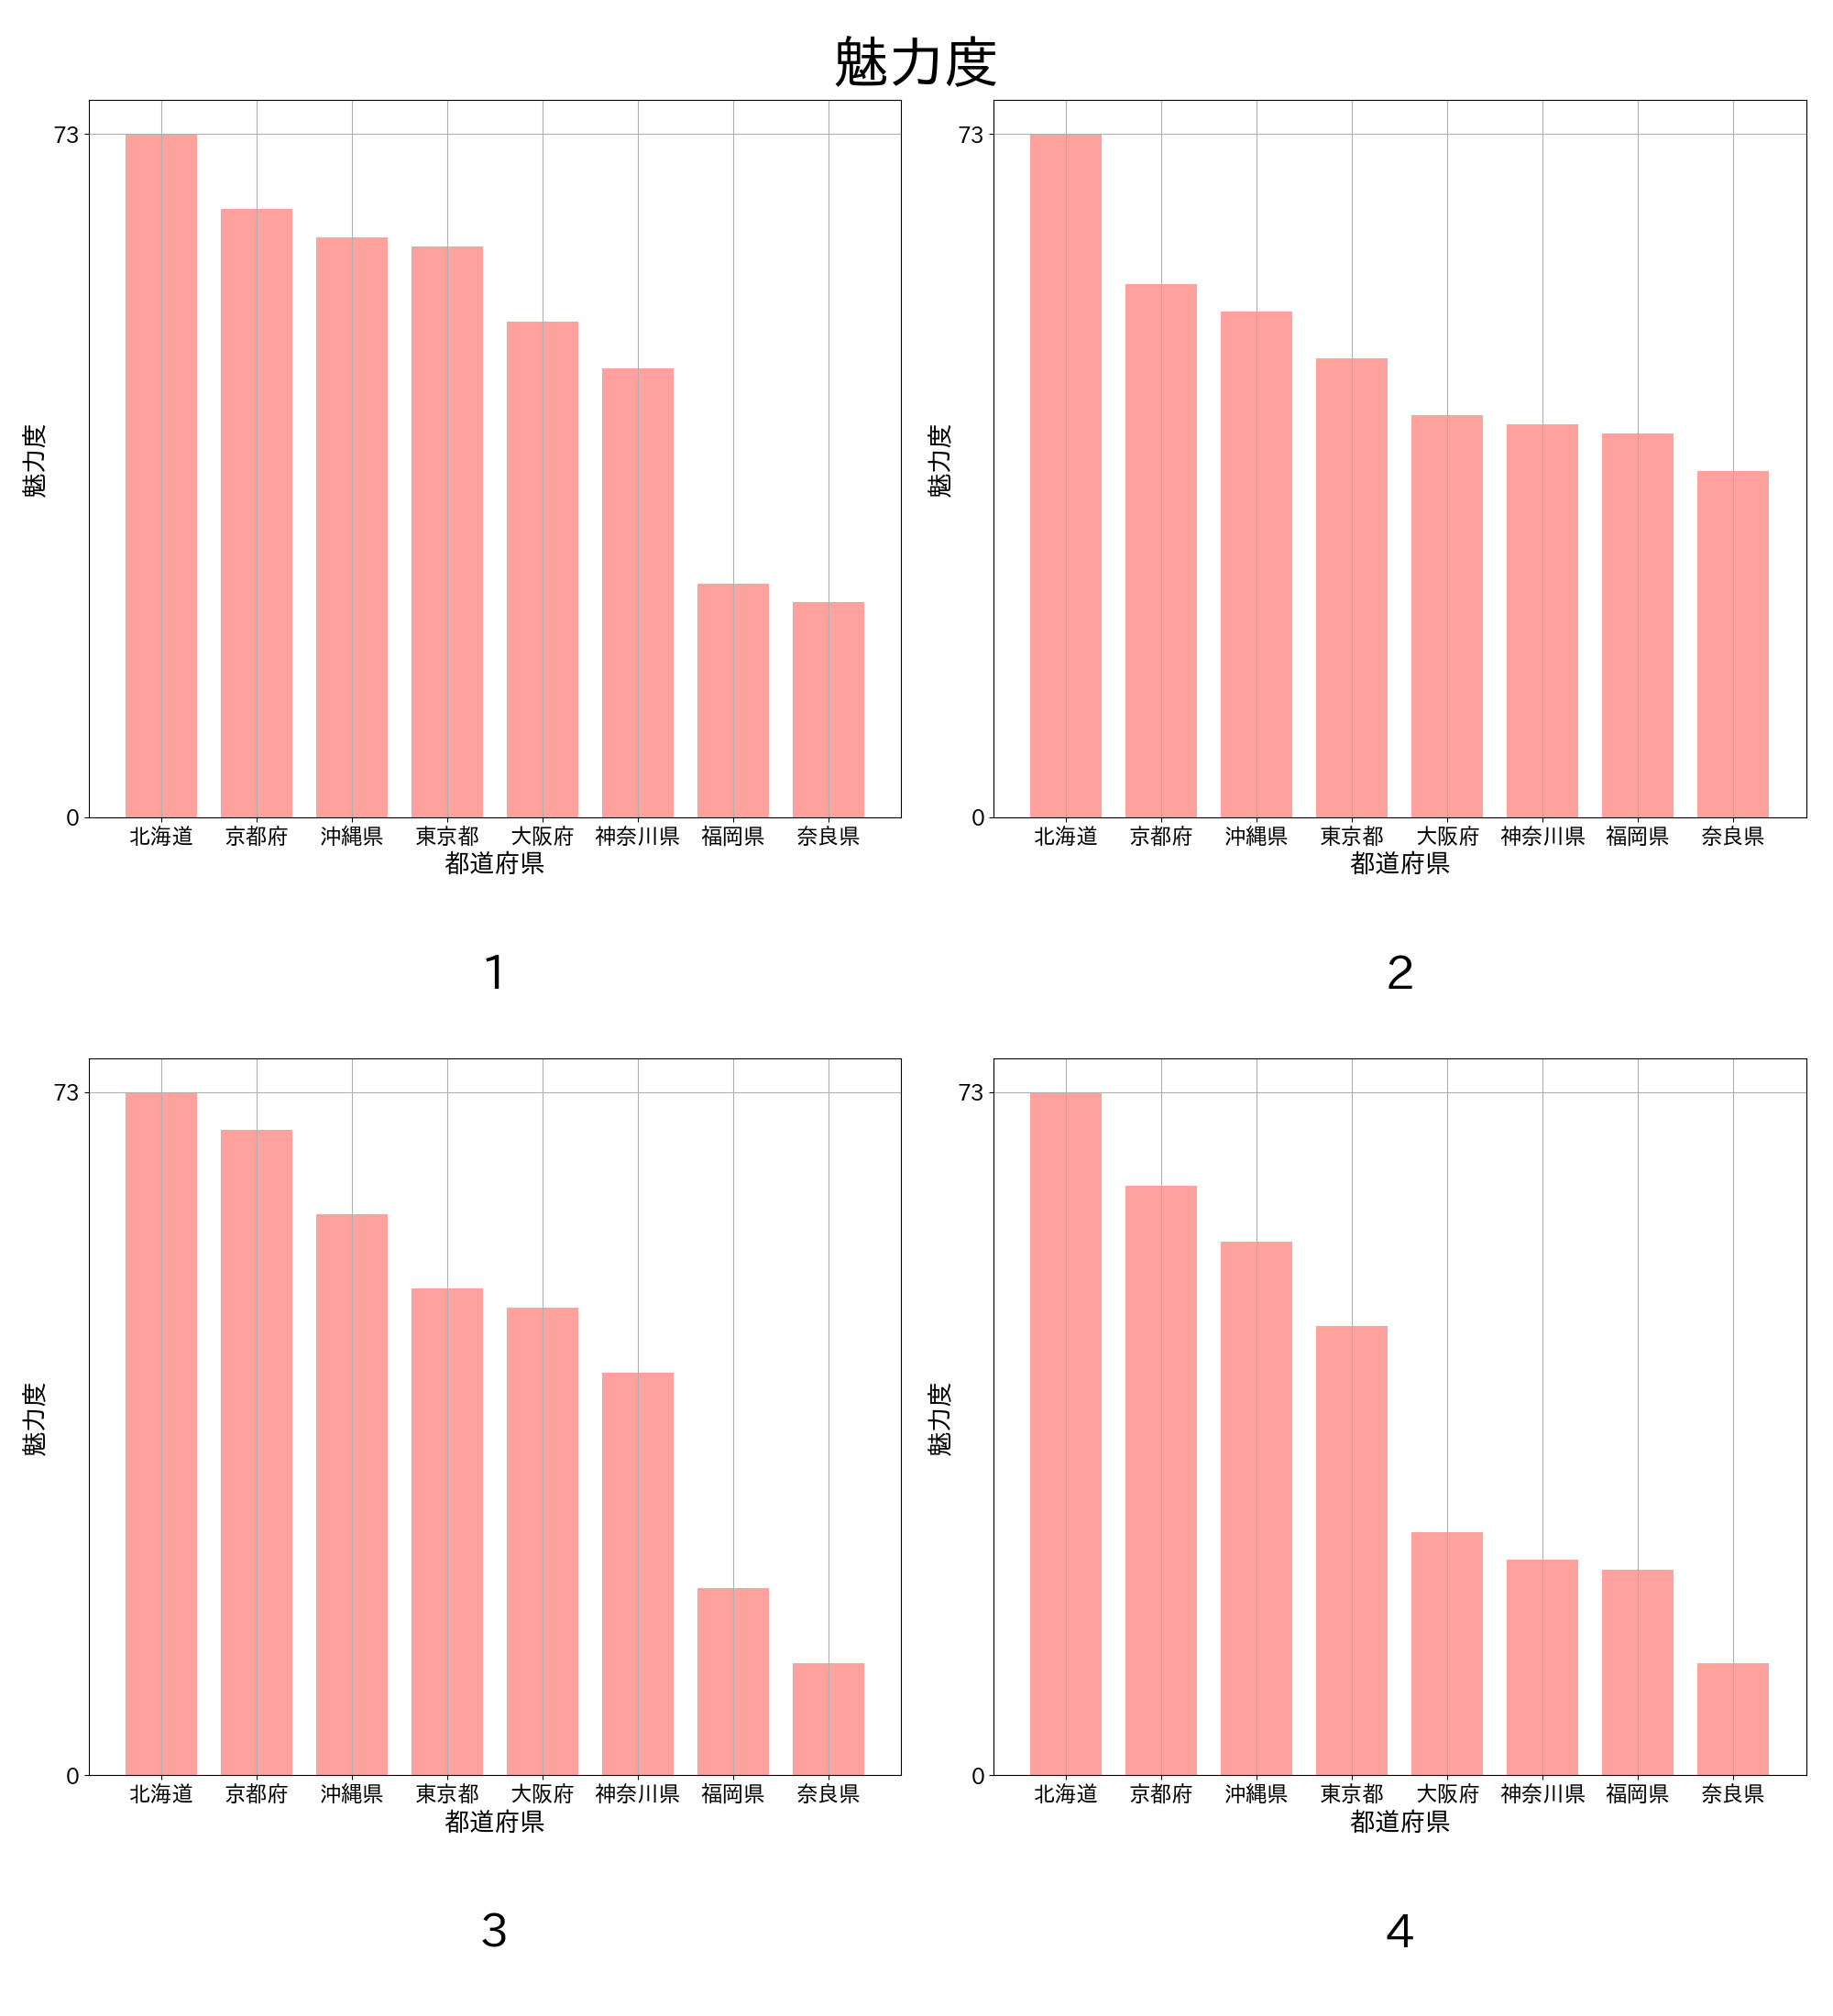 魅力度
73
0
魅力度
北海道 京都府 沖縄県 東京都 大阪府 神奈川県 福岡県 奈良県
都道府県
1
73
0
魅力度
北海道 京都府 沖縄県 東京都 大阪府 神奈川県 福岡県 奈良県
都道府県
2
73
0
魅力度
北海道 京都府 沖縄県 東京都 大阪府 神奈川県 福岡県 奈良県
都道府県
3
73
0
魅力度
北海道 京都府 沖縄県 東京都 大阪府 神奈川県 福岡県 奈良県
都道府県
4